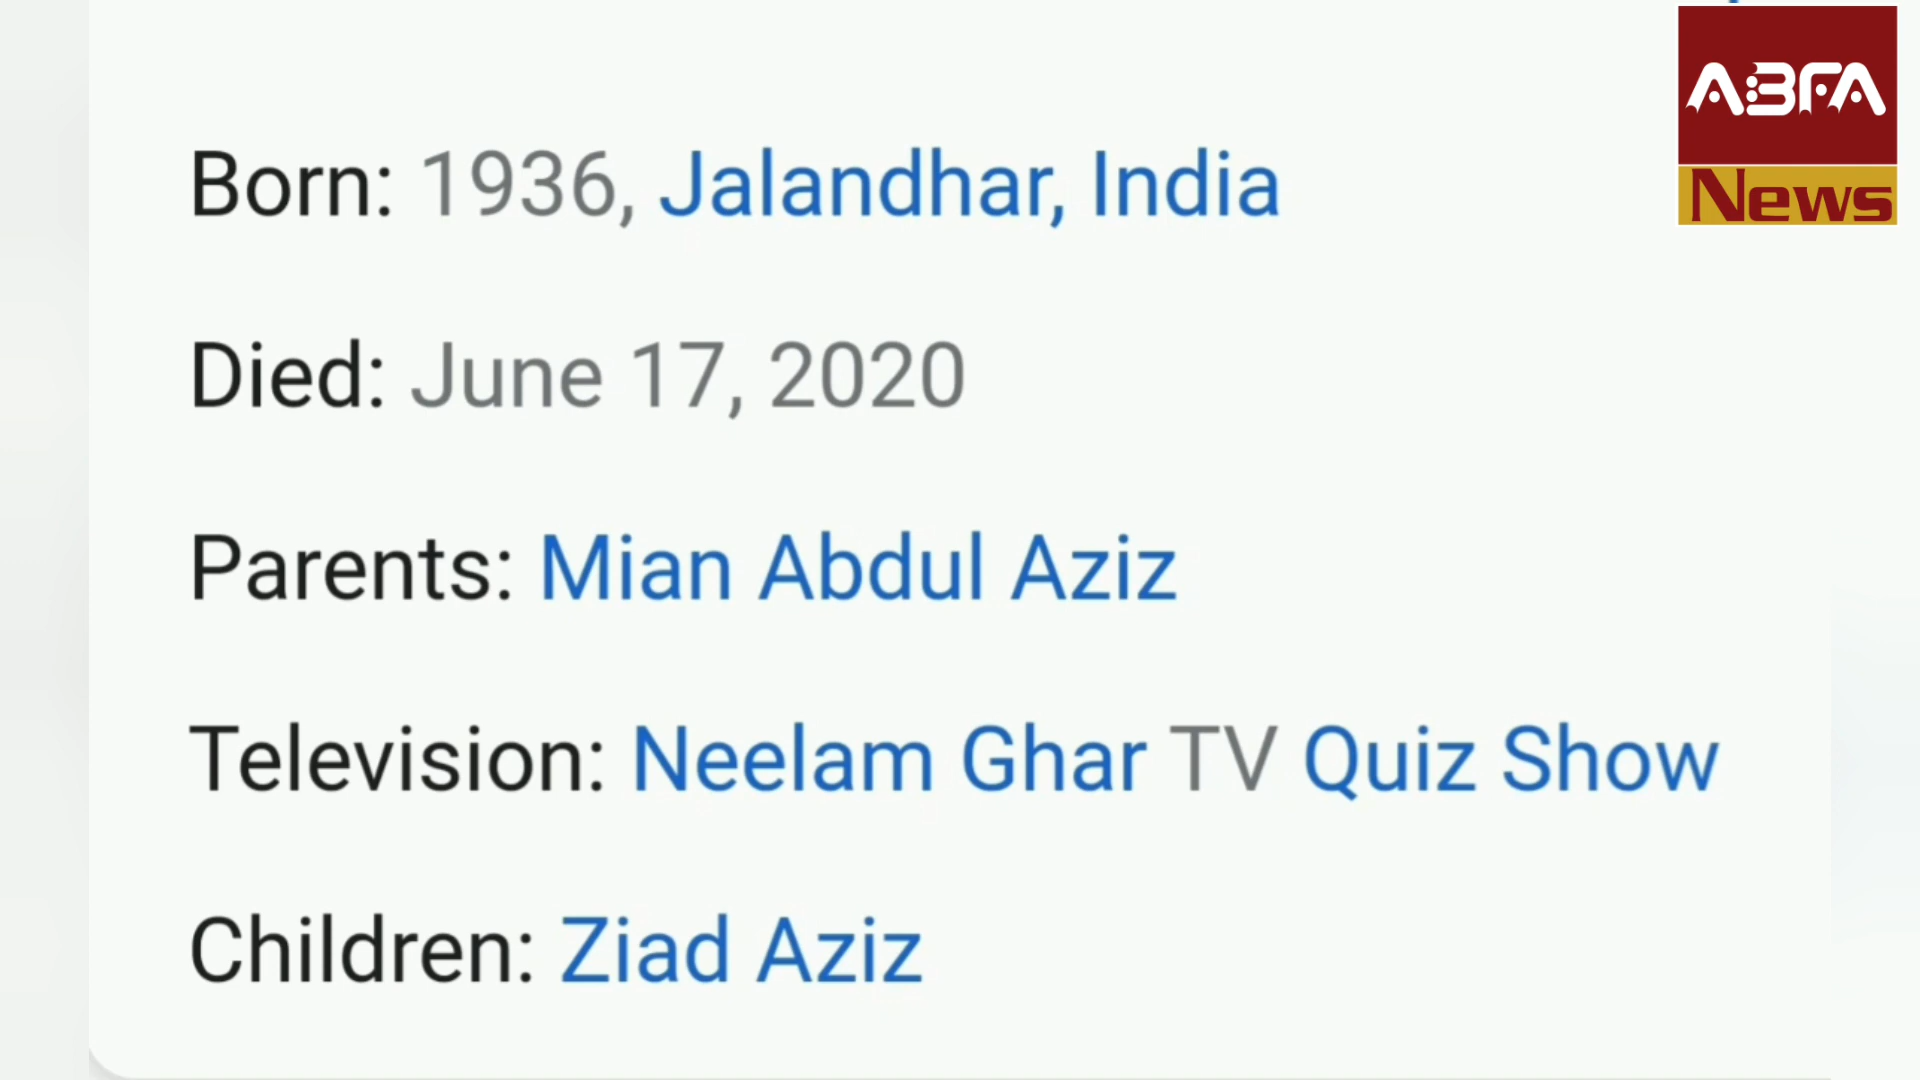 ABFA
News
Born: 1936, Jalandhar, India
Died: June 17, 2020
Parents: Mian Abdul Aziz
Television: Neelam Ghar TV Quiz Show
Children: Ziad Aziz